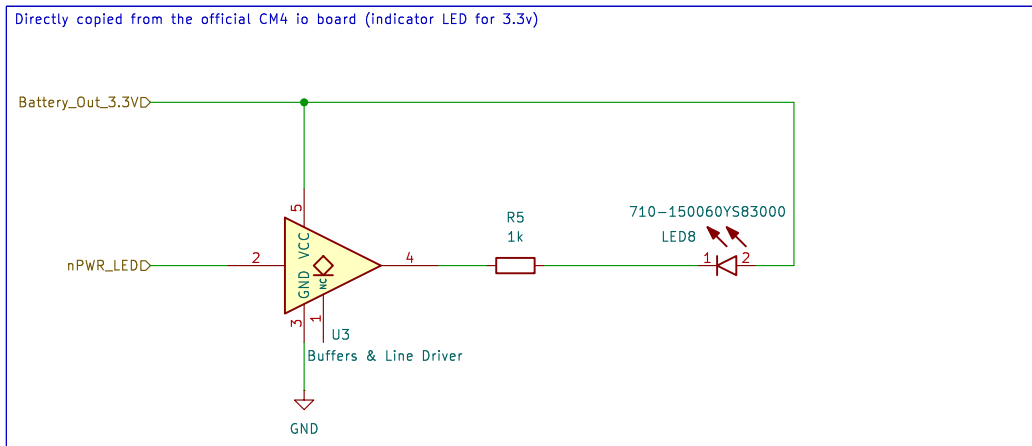 Directly copied from the official CM4 io board (indicator LED for 3.3v)
Battery_Out_3.3V
5
VCC
R5
1k
710-150060YS83000
LED8
nPWR_LED
2
4
1
2
GND
NC
3
1
U3
Buffers & Line Driver
GND